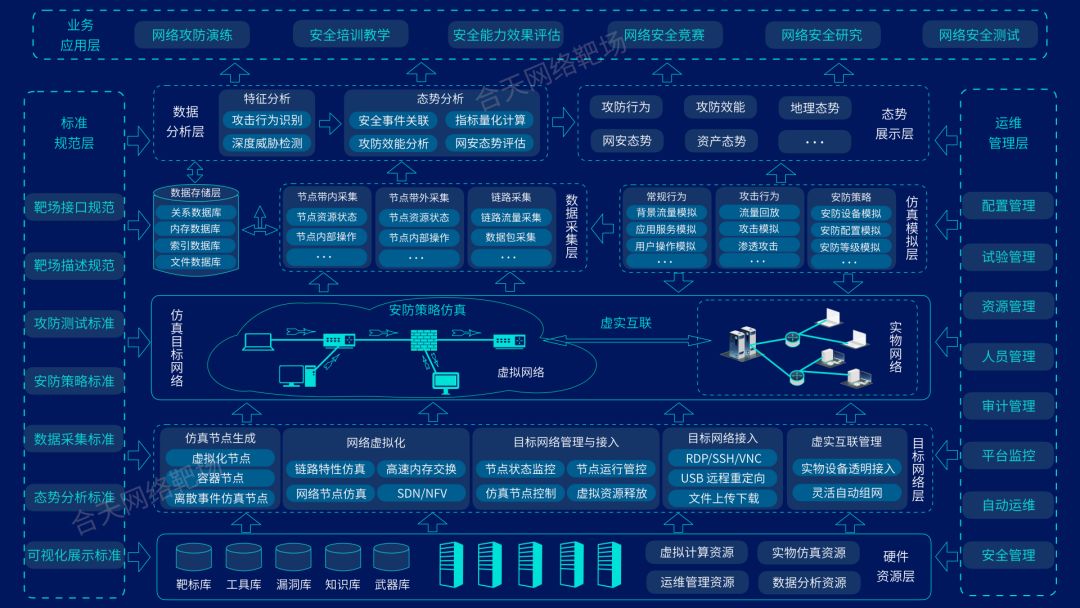 业务
应用层
网络攻防演练
安全培训教学
安全能力效果评估
网络安全竞赛
网络安全研究
网络安全测试
合天网络靶场
标准
规范层
靶场接口规范
靶场描述规范
攻防测试标准
安防策略标准
数据采集标准
态势分析标准
可视化展示标准
数据
分析层
特征分析
攻击行为识别
深度威胁检测
态势分析
安全事件关联
指标量化计算
攻防效能分析
网安态势评估
攻防行为
攻防效能
地理态势
网安态势
资产态势
···
态势
展示层
数据存储层
关系数据库
内存数据库
索引数据库
文件数据库
节点带内采集
节点资源状态
节点内部操作
···
节点带外采集
节点资源状态
节点内部操作
···
链路采集
链路流量采集
数据包采集
···
数据采集层
常规行为
背景流量模拟
应用服务模拟
用户操作模拟
···
攻击行为
流量回放
攻击模拟
渗透攻击
···
安防策略
安防设备模拟
安防配置模拟
安防等级模拟
···
仿真模拟层
仿真目标网络
安防策略仿真
虚拟网络
虚实互联
实物网络
仿真节点生成
虚拟化节点
容器节点
离散事件仿真节点
网络虚拟化
链路特性仿真
高速内存交换
网络节点仿真
SDN/NFV
目标网络管理与接入
节点状态监控
节点运行管控
仿真节点控制
虚拟资源释放
目标网络接入
RDP/SSH/VNC
USB 远程重定向
文件上传下载
虚实互联管理
实物设备透明接入
灵活自动组网
目标网络层
合天网络靶场
靶标库
工具库
漏洞库
知识库
武器库
虚拟计算资源
实物仿真资源
运维管理资源
数据分析资源
硬件
资源层
运维
管理层
配置管理
试验管理
资源管理
人员管理
审计管理
平台监控
自动运维
安全管理